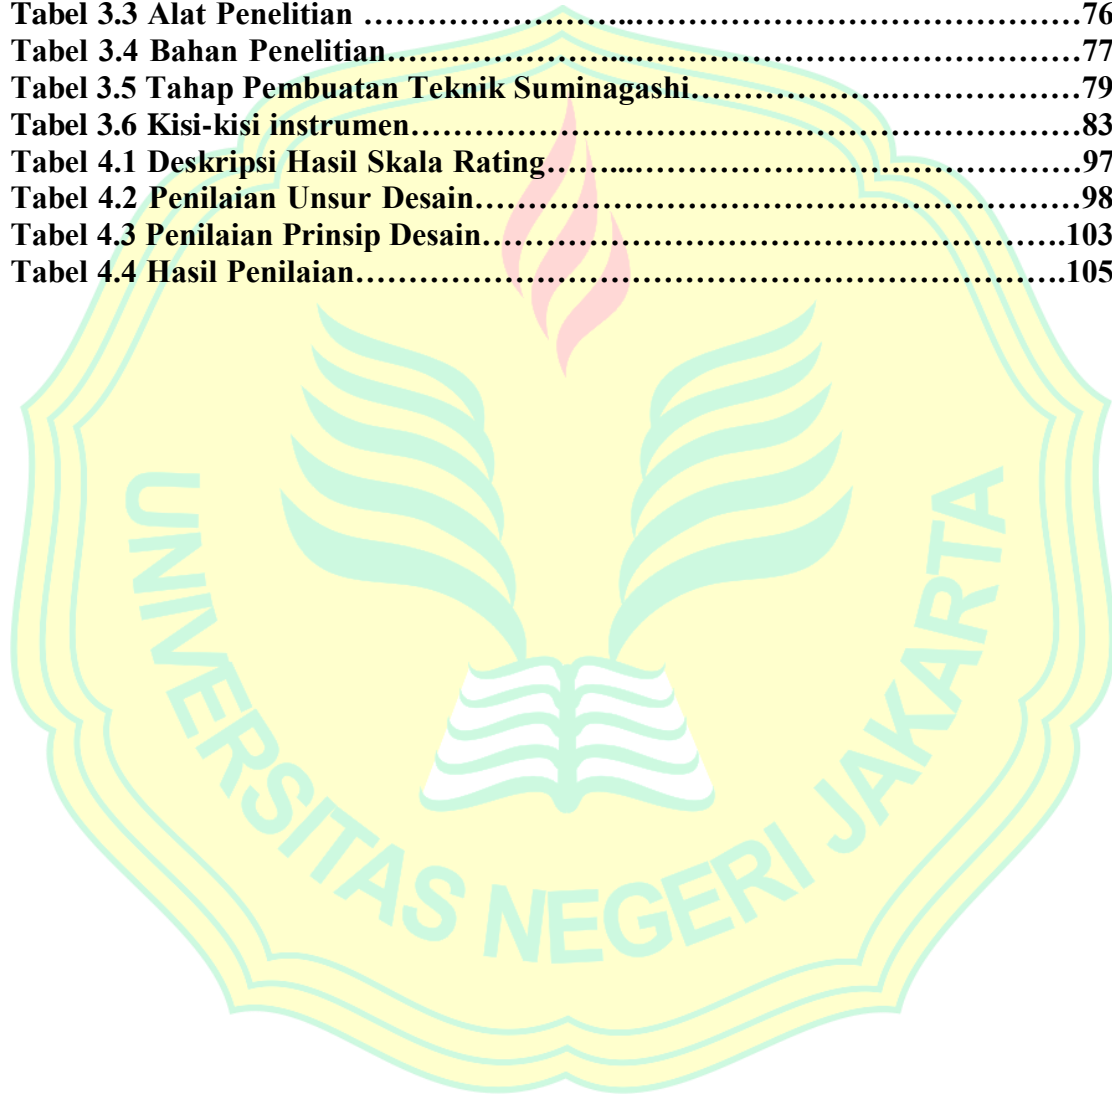 Tabel 3.3 Alat Penelitian …………………….....……………………………………76
Tabel 3.4 Bahan Penelitian…………………....……………………………………77
Tabel 3.5 Tahap Pembuatan Teknik Suminagashi……………….…………………79
Tabel 3.6 Kisi-kisi instrumen………………………………………………………83
Tabel 4.1 Deskripsi Hasil Skala Rating……....……………….……………………97
Tabel 4.2 Penilaian Unsur Desain…………………………………………………98
Tabel 4.3 Penilaian Prinsip Desain……………………………………………….103
Tabel 4.4 Hasil Penilaian………………………………………………………….105
UNIVERSITAS NEGERI JAKARTA